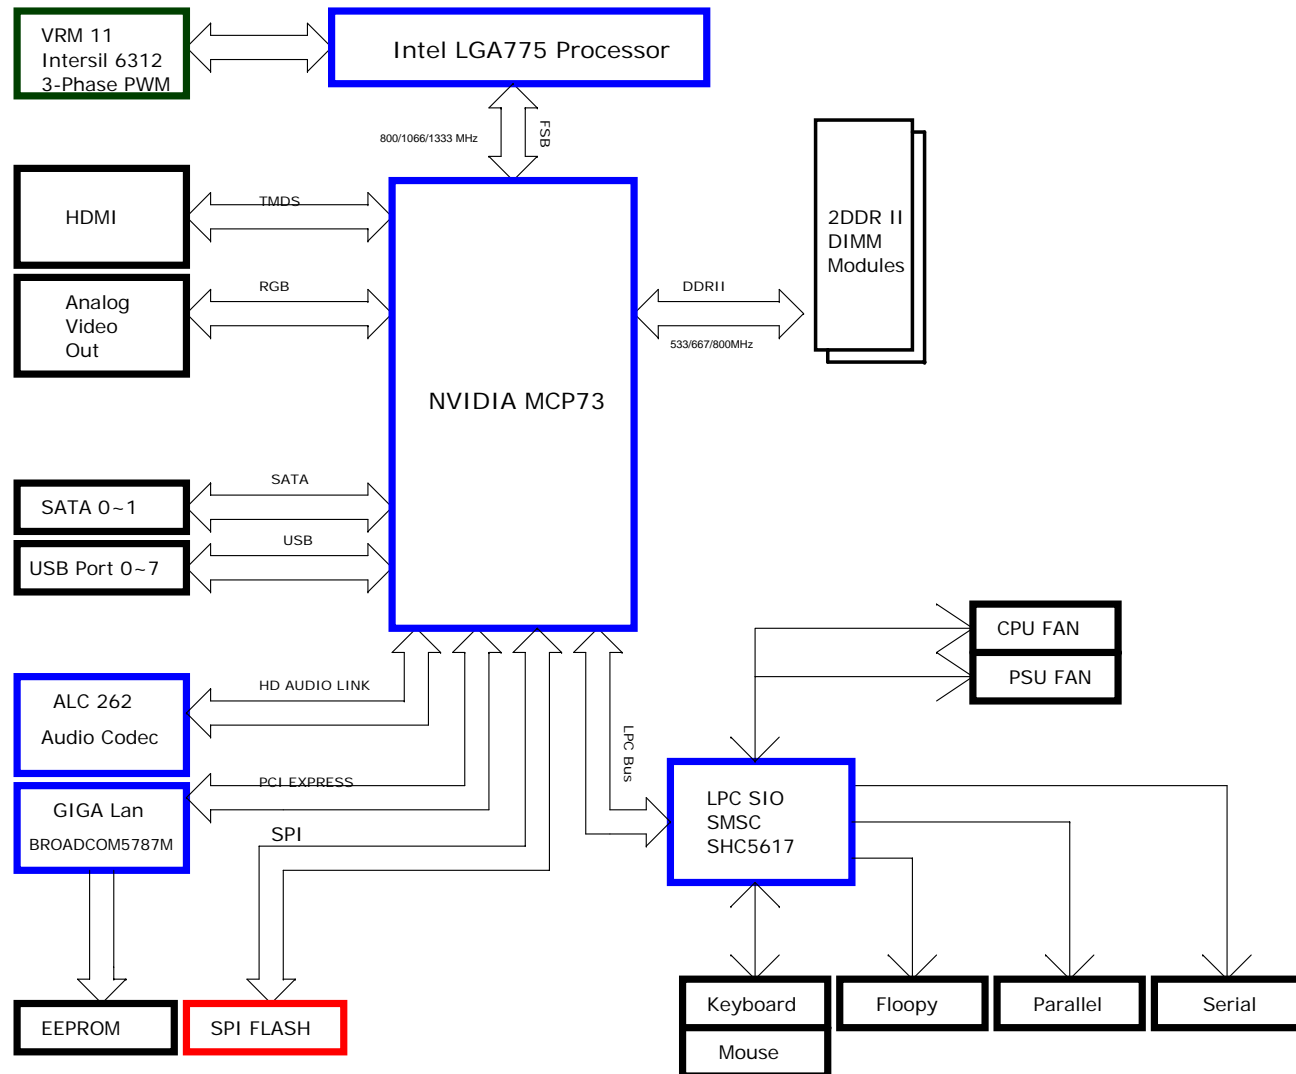 VRM 11
Intersil 6312
3-Phase PWM
Intel LGA775 Processor
800/1066/1333 MHz
FSB
HDMI
TMDS
2DDR II
DIMM
Modules
Analog
Video
Out
RGB
DDRII
533/667/800MHz
NVIDIA MCP73
SATA 0~1
SATA
USB Port 0~7
USB
CPU FAN
PSU FAN
ALC 262
Audio Codec
HD AUDIO LINK
LPC Bus
GIGA Lan
BROADCOM5787M
PCI EXPRESS
SPI
LPC SIO
SMSC
SHC5617
EEPROM
SPI FLASH
Keyboard
Mouse
Floopy
Parallel
Serial